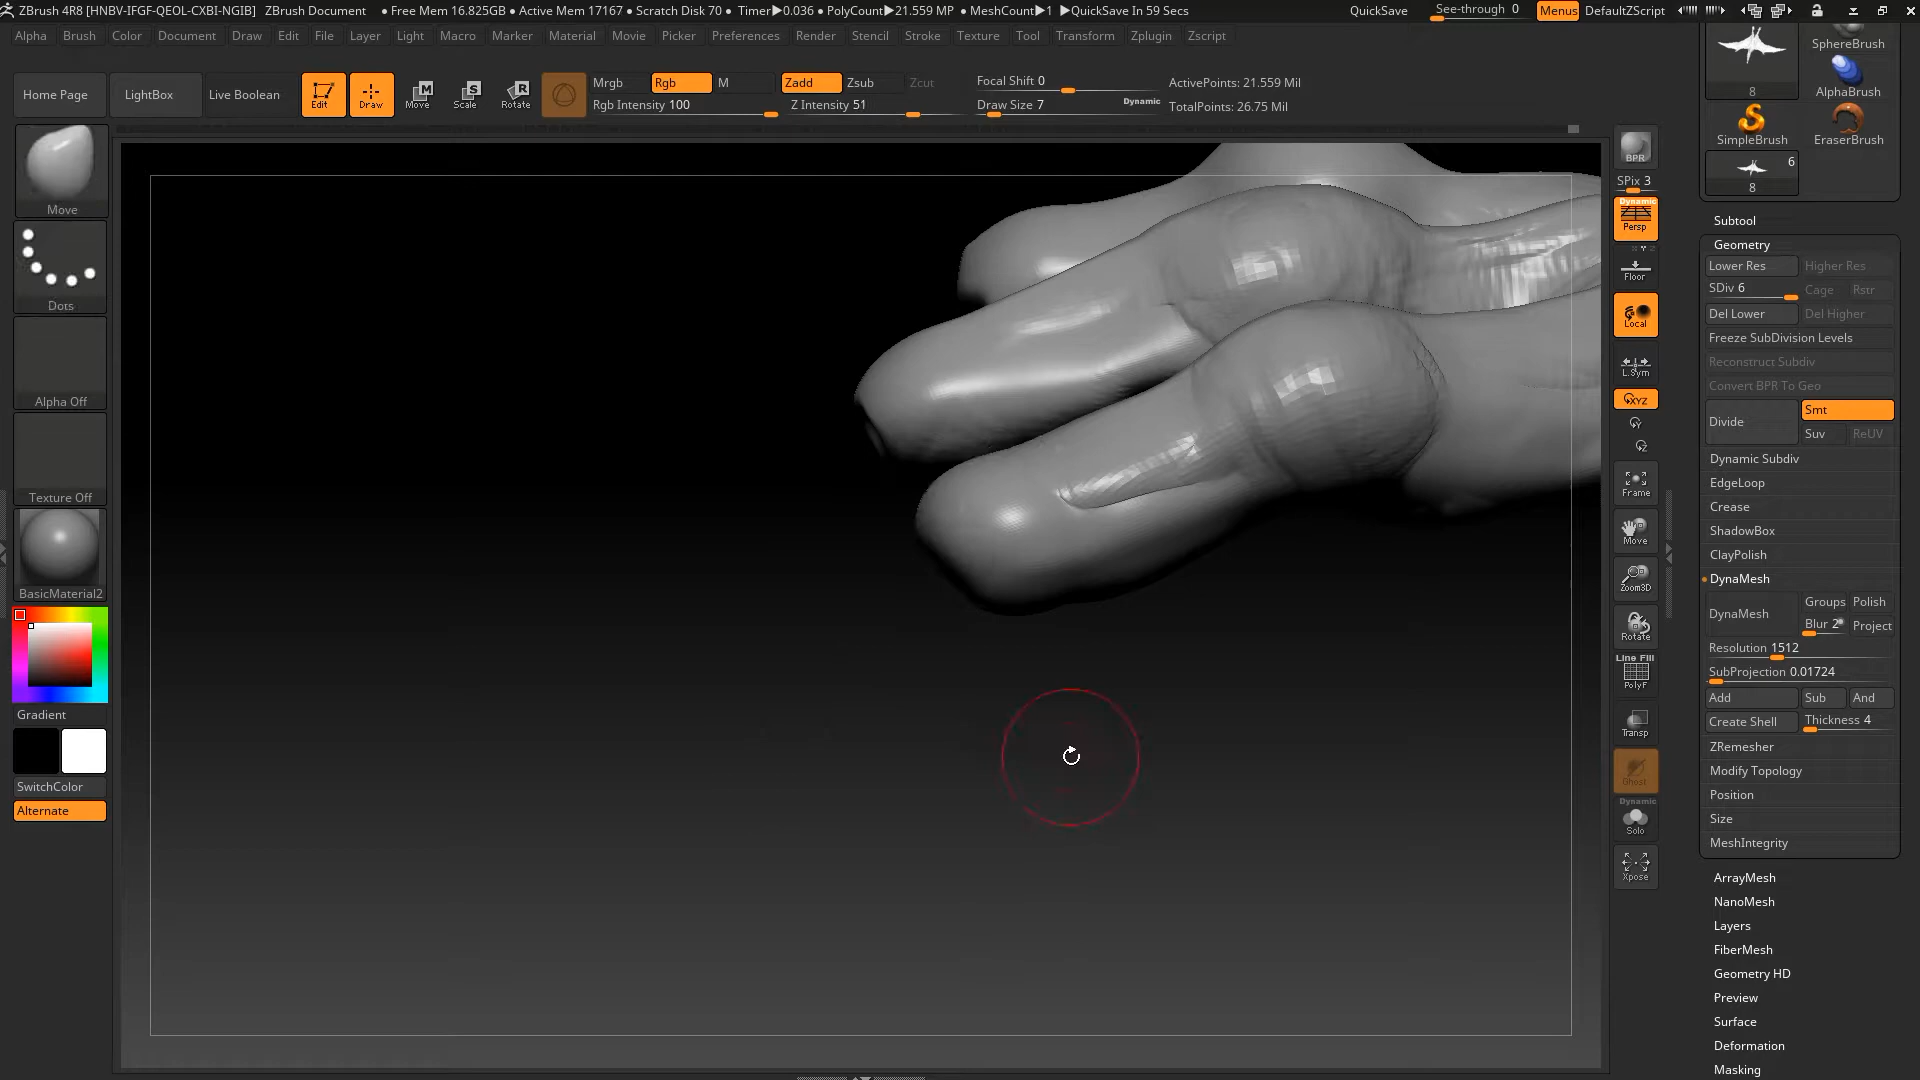 ZBrush 4R8 [HNBV-IFGF-QEOL-CXBI-NGIB] ZBrush Document ● Free Mem 16.825GB ● Active Mem 17167 ● Scratch Disk 70 ● Timer▶0.036 ● PolyCount▶21.559 MP ● MeshCount▶1 ▶QuickSave In 59 Secs QuickSave See-through 0 Menus DefaultZScript
Alpha Brush Color Document Draw Edit File Layer Light Macro Marker Material Movie Picker Preferences Render Stencil Stroke Texture Tool Transform Zplugin Zscript
Home Page LightBox Live Boolean Edit Draw Move Scale Rotate
Mrgb Rgb M Zadd Zsub Zcut
Rgb Intensity 100 Z Intensity 51
Focal Shift 0
Draw Size 7 Dynamic
ActivePoints: 21.559 Mil
TotalPoints: 26.75 Mil
Move
Dots
Alpha Off
Texture Off
BasicMaterial2
Gradient
SwitchColor
Alternate
BPR
SPix 3
Dynamic
Persp
Floor
Local
L.Sym
XYZ
Y
Z
Frame
Move
Zoom3D
Rotate
Line Fill
PolyF
Transp
Ghost
Dynamic
Solo
Xpose
8
SphereBrush
AlphaBrush
SimpleBrush EraserBrush
6
8
Subtool
Geometry
Lower Res Higher Res
SDiv 6 Cage Rstr
Del Lower Del Higher
Freeze SubDivision Levels
Reconstruct Subdiv
Convert BPR To Geo
Divide Smt
Suv ReUV
Dynamic Subdiv
EdgeLoop
Crease
ShadowBox
ClayPolish
DynaMesh
DynaMesh Groups Polish
Blur 2 Project
Resolution 1512
SubProjection 0.01724
Add Sub And
Create Shell Thickness 4
ZRemesher
Modify Topology
Position
Size
MeshIntegrity
ArrayMesh
NanoMesh
Layers
FiberMesh
Geometry HD
Preview
Surface
Deformation
Masking